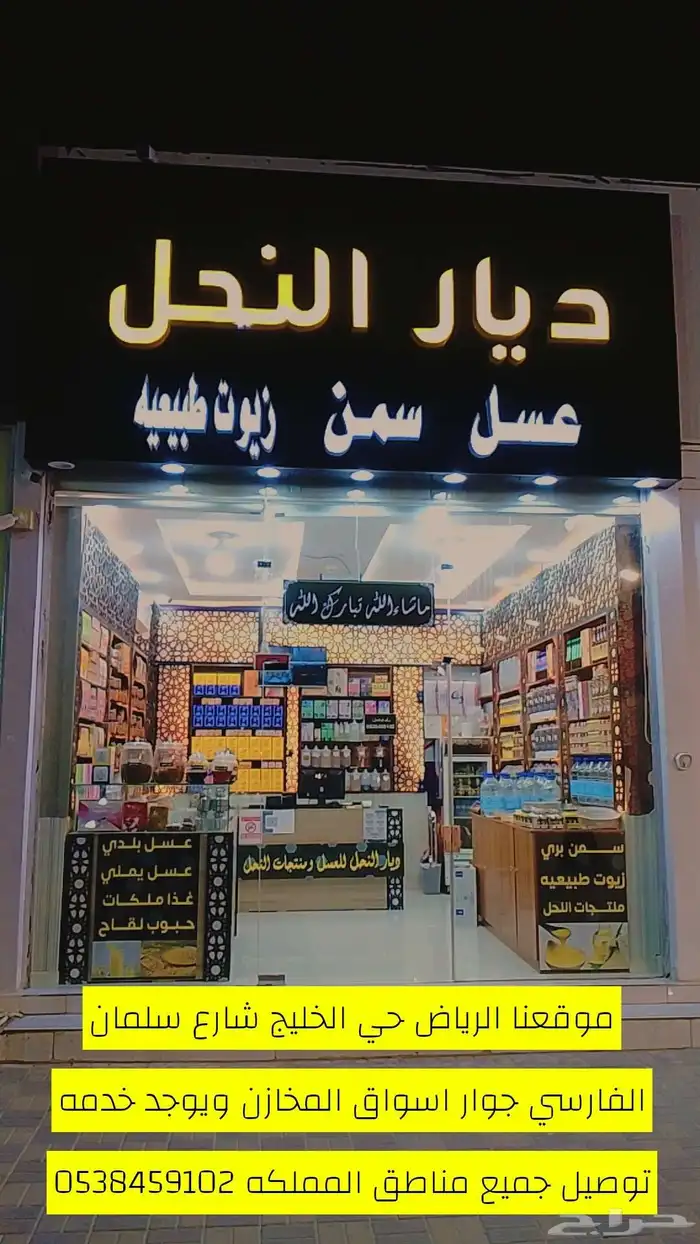 ديار النحل
عسل سمن زيوت طبيعيه
ماشاءالله تبارك الله
ديار النحل للعسل ومنتجات النحل
عسل بلدي
عسل يمني
غذا ملكات
حبوب لقاح
سمن بري
زيوت طبيعيه
منتجات النحل
موقعنا الرياض حي الخليج شارع سلمان
الفارسي جوار اسواق المخازن ويوجد خدمه
توصيل جميع مناطق المملكه 0538459102
حراج